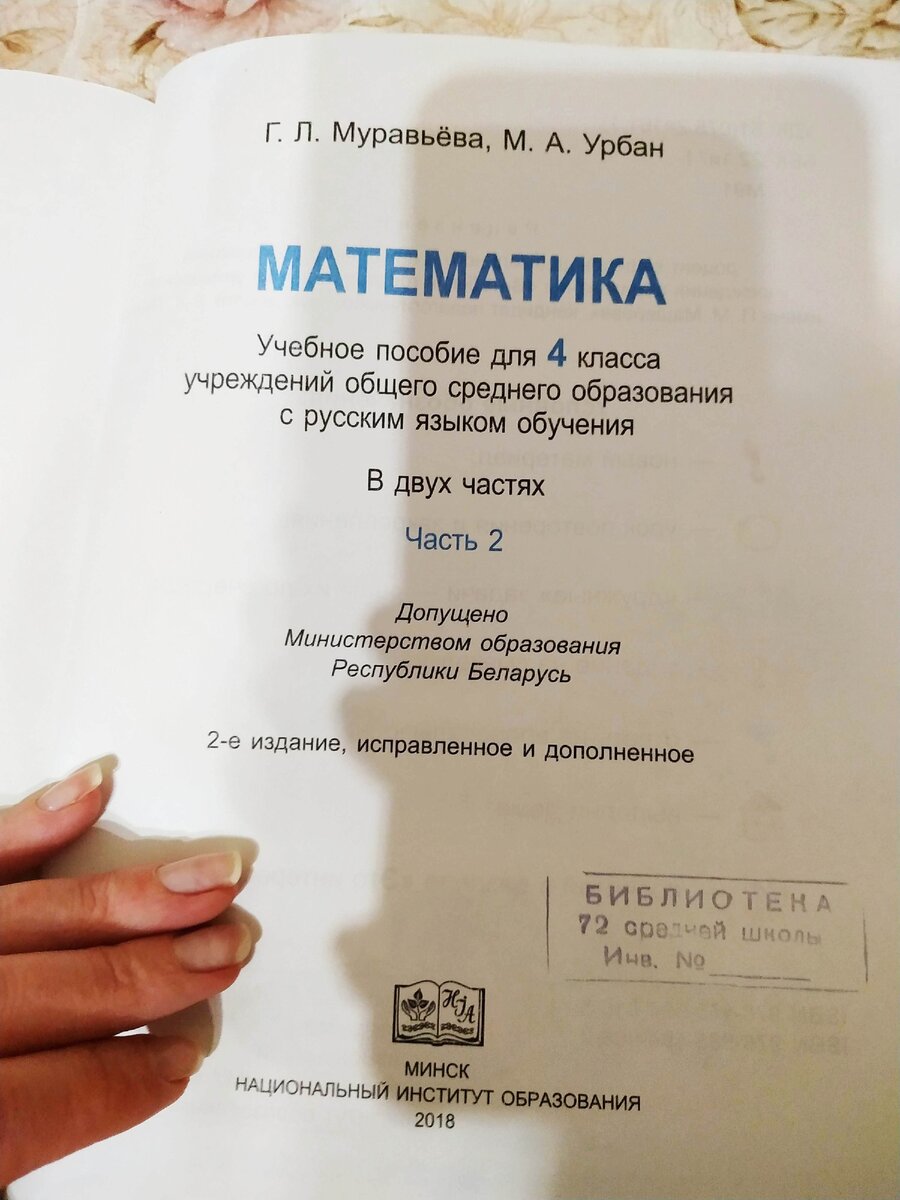 Г. Л. Муравьёва, М. А. Урбан
МАТЕМАТИКА
Учебное пособие для 4 класса
учреждений общего среднего образования
с русским языком обучения
В двух частях
Часть 2
Допущено
Министерством образования
Республики Беларусь
2-е издание, исправленное и дополненное
БИБЛИОТЕКА
72 средней школы
Инв. №
НІА
МИНСК
НАЦИОНАЛЬНЫЙ ИНСТИТУТ ОБРАЗОВАНИЯ
2018